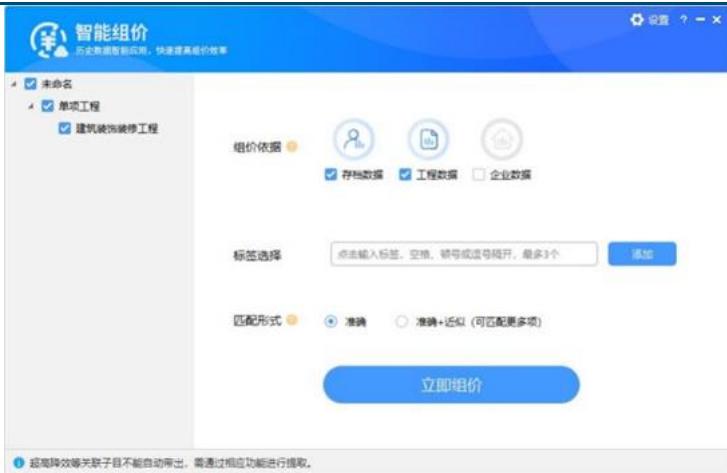 智能组价
历史数据智能应用，快速提高组价效率
设置 ?
未命名
单项工程
建筑装饰装修工程
组价依据
存档数据 工程数据 企业数据
标签选择 点击输入标签，空格、顿号或逗号隔开，最多3个 添加
匹配形式 准确 准确+近似（可匹配更多项）
立即组价
超高降效等关联子目不能自动带出，需通过相应功能进行提取。